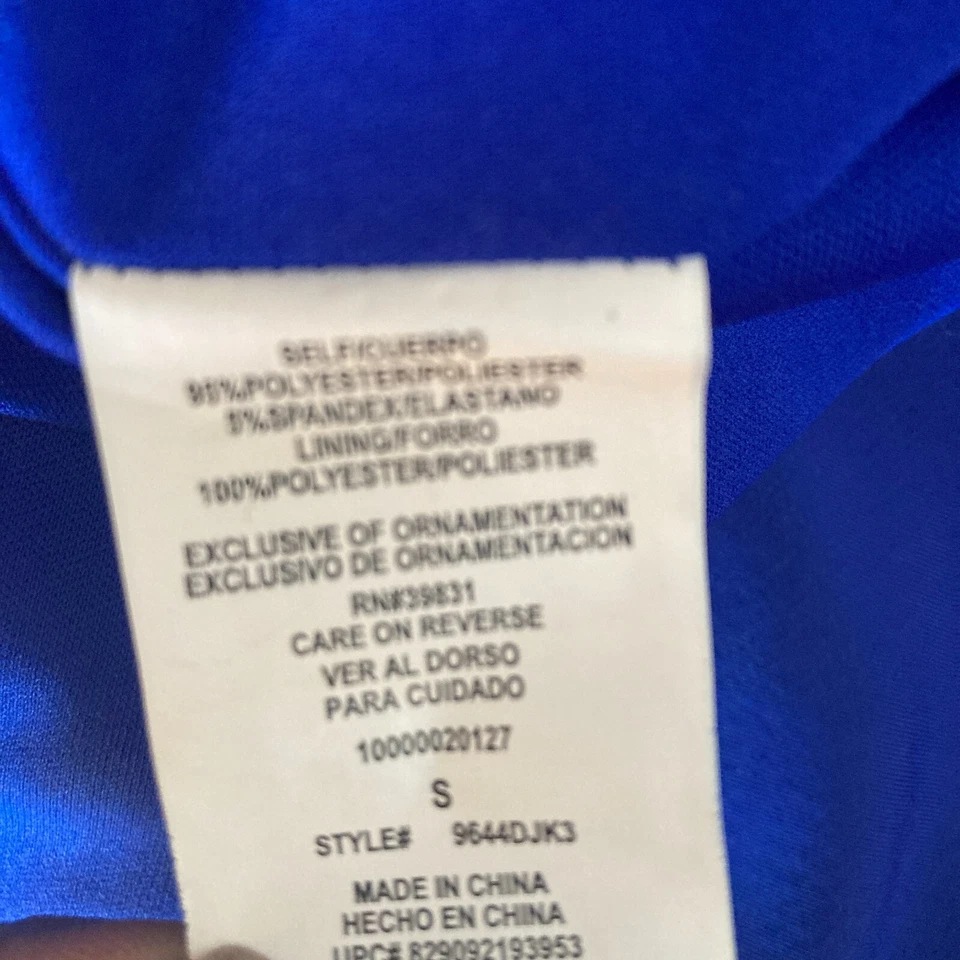 SELF/CUERPO
95%POLYESTER/POLIESTER
5%SPANDEX/ELASTANO
LINING/FORRO
100%POLYESTER/POLIESTER
EXCLUSIVE OF ORNAMENTATION
EXCLUSIVO DE ORNAMENTACION
RN#39831
CARE ON REVERSE
VER AL DORSO
PARA CUIDADO
10000020127
S
STYLE# 9644DJK3
MADE IN CHINA
HECHO EN CHINA
UPC# 829092193953